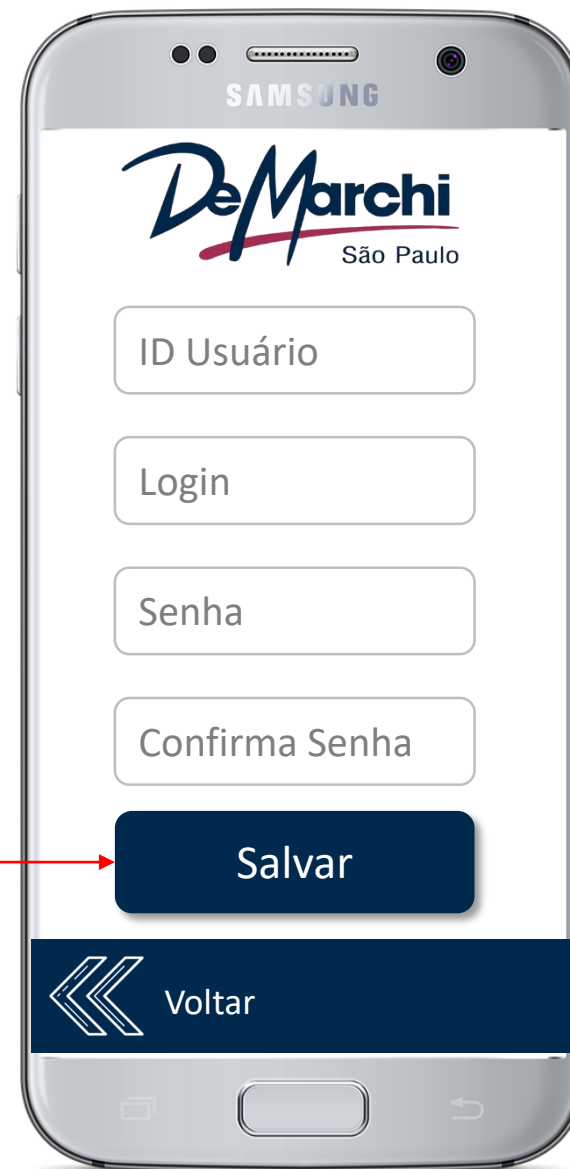 SAMSUNG
DeMarchi
São Paulo
ID Usuário
Login
Senha
Confirma Senha
Salvar
Voltar